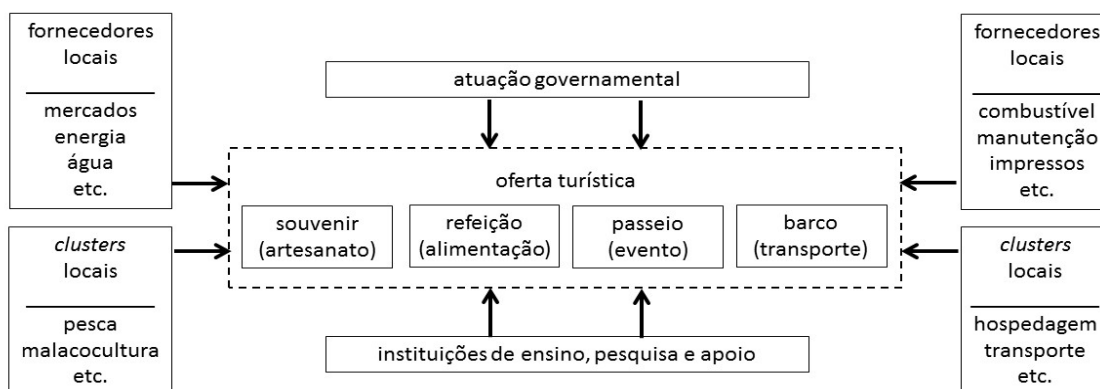 fornecedores
locais
mercados
energia
água
etc.
clusters
locais
pesca
malacocultura
etc.
atuação governamental
oferta turística
souvenir
(artesanato)
refeição
(alimentação)
passeio
(evento)
barco
(transporte)
instituições de ensino, pesquisa e apoio
fornecedores
locais
combustível
manutenção
impressos
etc.
clusters
locais
hospedagem
transporte
etc.